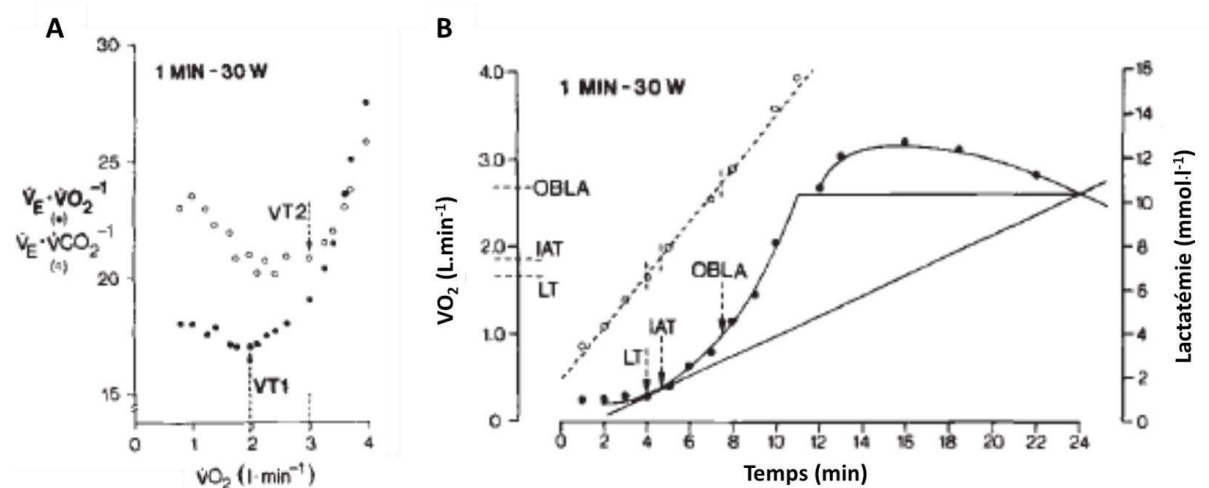 A
1 MIN - 30 W
30
25
20
15
V̇E·V̇O2⁻¹
(•)
V̇E·V̇CO2⁻¹
(○)
VT2
VT1
0 1 2 3 4
V̇O2 (l·min⁻¹)
B
1 MIN - 30 W
4.0
3.0
2.0
1.0
0
VO2 (L.min⁻¹)
OBLA
IAT
LT
OBLA
IAT
LT
16
14
12
10
8
6
4
2
0
Lactatémie (mmol·l⁻¹)
0 2 4 6 8 10 12 14 16 18 20 22 24
Temps (min)